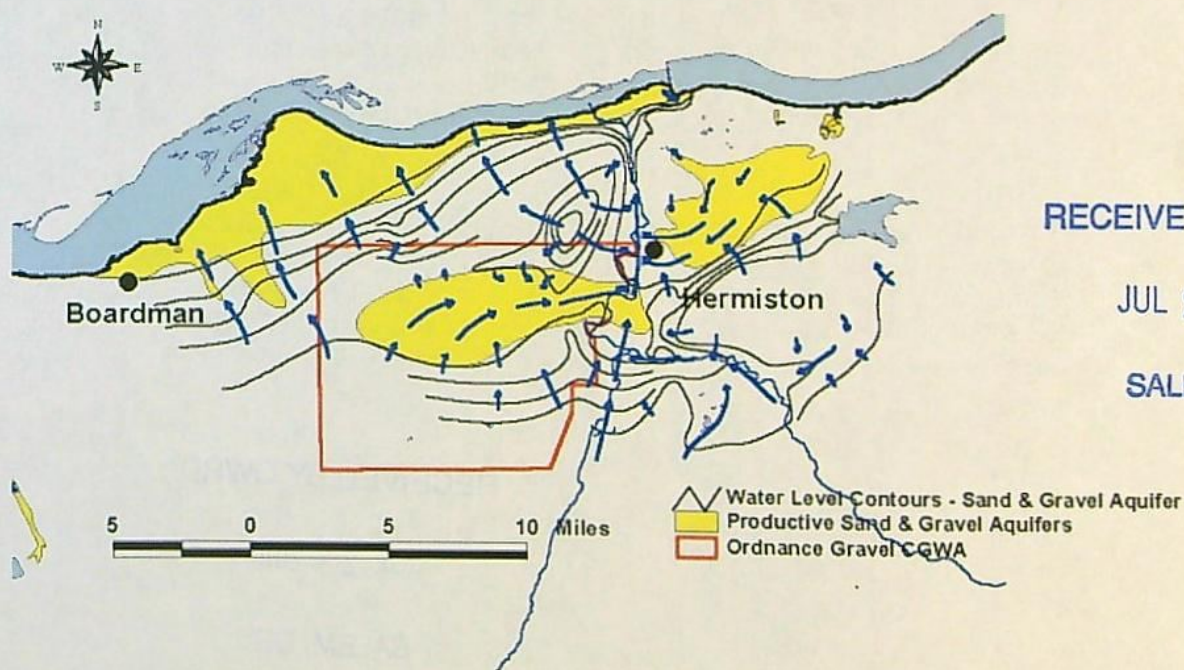 N
W E
S
RECEIVE
JUL
SAL
Boardman
Hermiston
5 0 5 10 Miles
Water Level Contours - Sand & Gravel Aquifer
Productive Sand & Gravel Aquifers
Ordnance Gravel CGWA